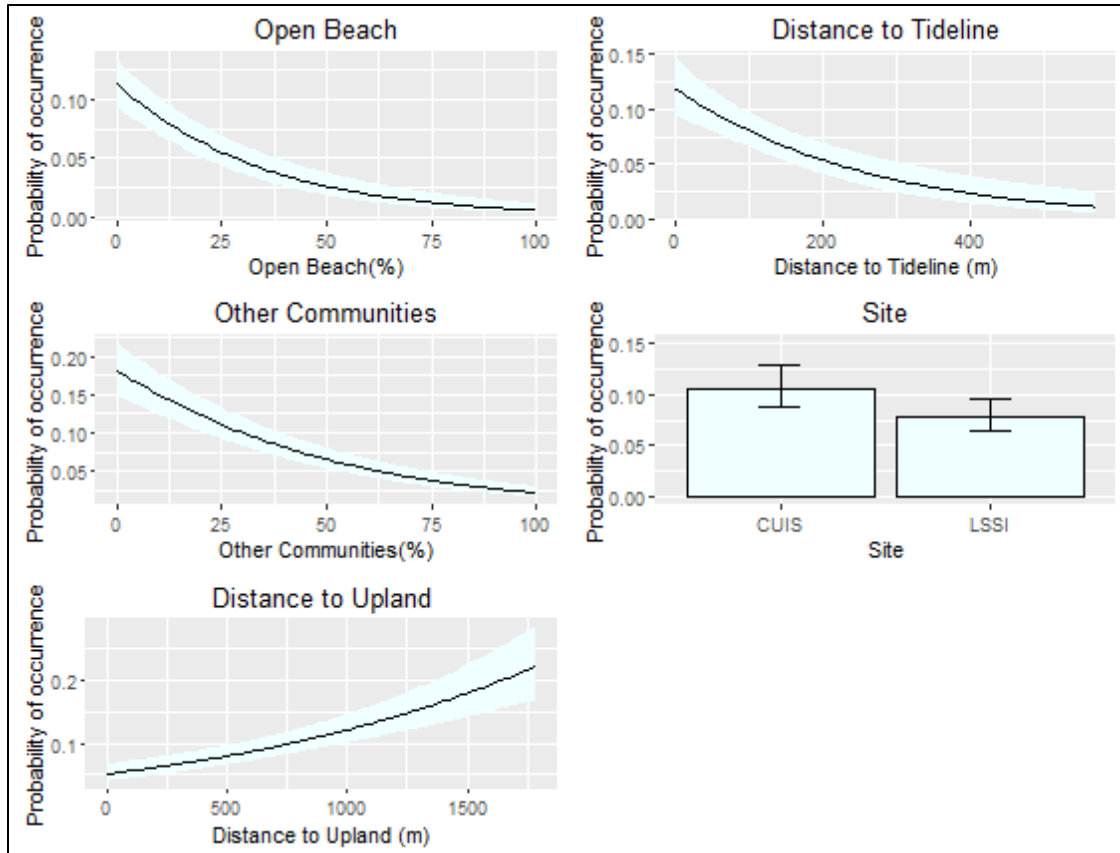 Open Beach
Probability of occurrence
0.10
0.05
0.00
0 25 50 75 100
Open Beach(%)
Distance to Tideline
Probability of occurrence
0.15
0.10
0.05
0.00
0 200 400
Distance to Tideline (m)
Other Communities
Probability of occurrence
0.20
0.15
0.10
0.05
0 25 50 75 100
Other Communities(%)
Site
Probability of occurrence
0.15
0.10
0.05
0.00
CUIS LSSI
Site
Distance to Upland
Probability of occurrence
0.2
0.1
0 500 1000 1500
Distance to Upland (m)